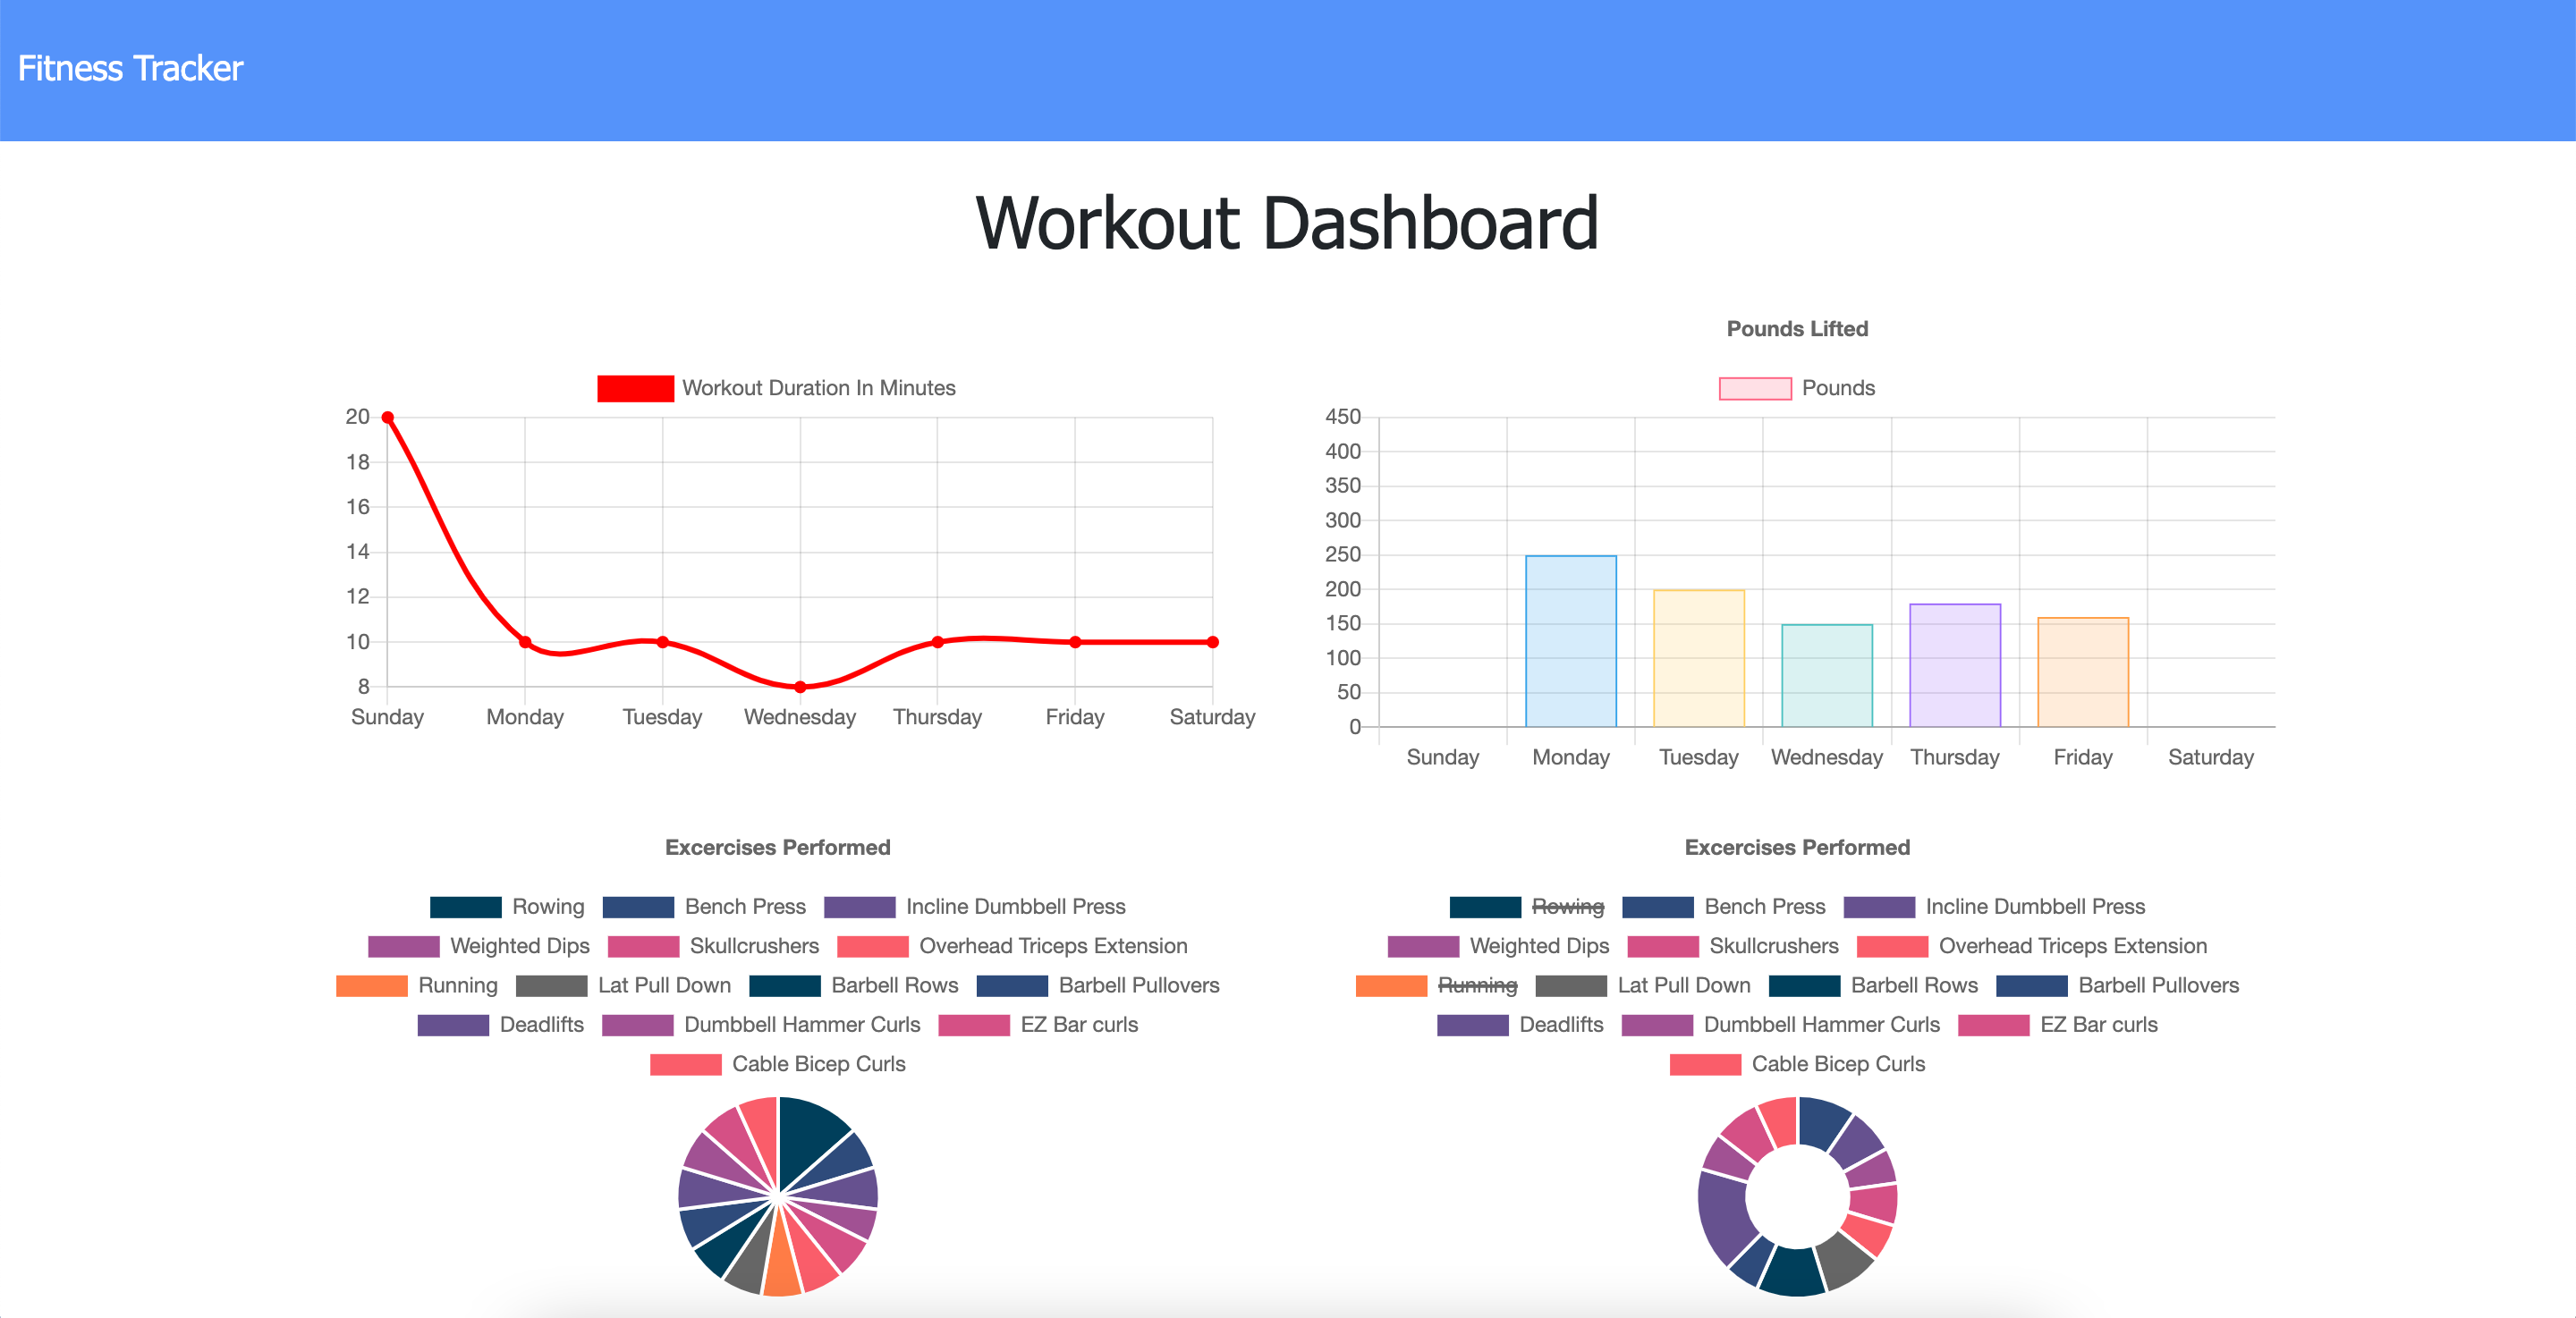 Fitness Tracker
Workout Dashboard
Workout Duration In Minutes
20
18
16
14
12
10
8
Sunday Monday Tuesday Wednesday Thursday Friday Saturday
Pounds Lifted
Pounds
450
400
350
300
250
200
150
100
50
0
Sunday Monday Tuesday Wednesday Thursday Friday Saturday
Excercises Performed
Rowing Bench Press Incline Dumbbell Press
Weighted Dips Skullcrushers Overhead Triceps Extension
Running Lat Pull Down Barbell Rows Barbell Pullovers
Deadlifts Dumbbell Hammer Curls EZ Bar curls
Cable Bicep Curls
Excercises Performed
Rowing Bench Press Incline Dumbbell Press
Weighted Dips Skullcrushers Overhead Triceps Extension
Running Lat Pull Down Barbell Rows Barbell Pullovers
Deadlifts Dumbbell Hammer Curls EZ Bar curls
Cable Bicep Curls